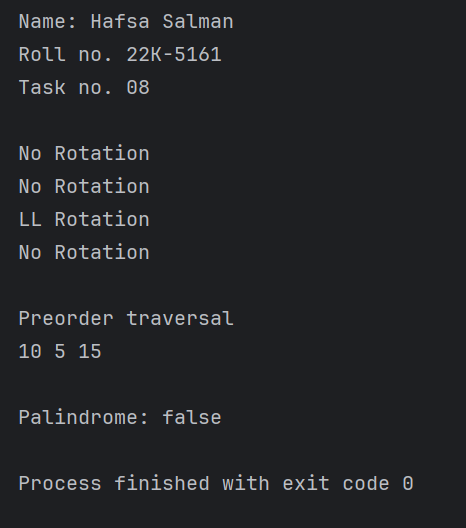 Name: Hafsa Salman
Roll no. 22K-5161
Task no. 08
No Rotation
No Rotation
LL Rotation
No Rotation
Preorder traversal
10 5 15
Palindrome: false
Process finished with exit code 0